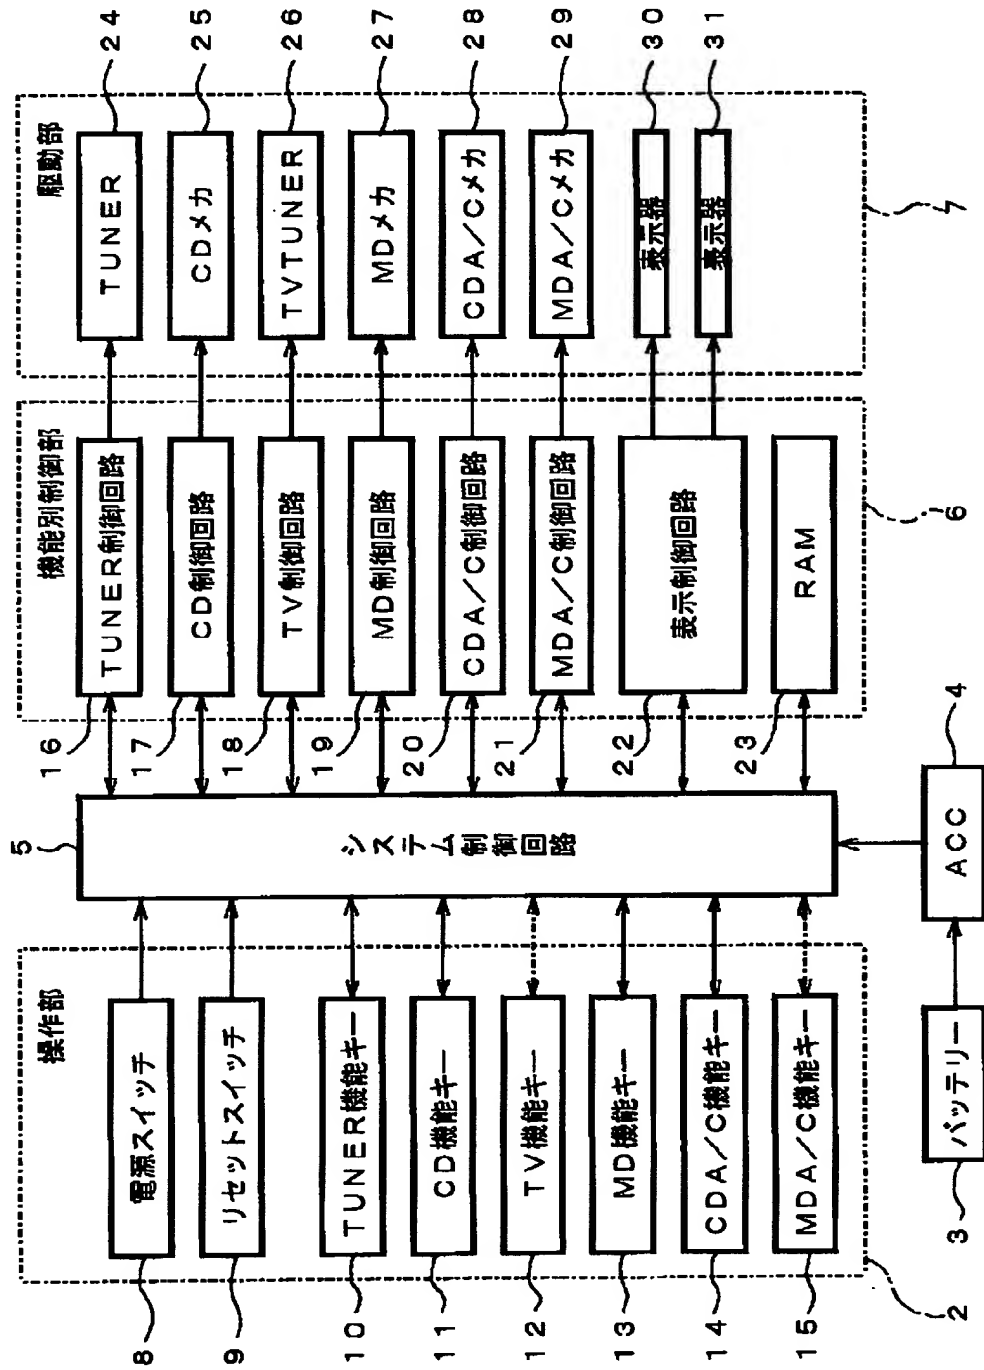 操作部
電源スイッチ
8
リセットスイッチ
9
TUNER機能キー
10
CD機能キー
11
TV機能キー
12
MD機能キー
13
CDA/C機能キー
14
MDA/C機能キー
15
2
バッテリー
3
ACC
4
システム制御回路
5
機能別制御部
TUNER制御回路
16
CD制御回路
17
TV制御回路
18
MD制御回路
19
CDA/C制御回路
20
MDA/C制御回路
21
表示制御回路
22
RAM
23
6
駆動部
TUNER
24
CDメカ
25
TVTUNER
26
MDメカ
27
CDA/Cメカ
28
MDA/Cメカ
29
表示器
30
表示器
31
7